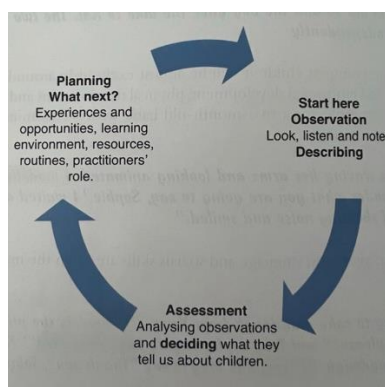 Planning
What next?
Experiences and
opportunities, learning
environment, resources,
routines, practitioners'
role.
Start here
Observation
Look, listen and note
Describing
Assessment
Analysing observations
and deciding what they
tell us about children.